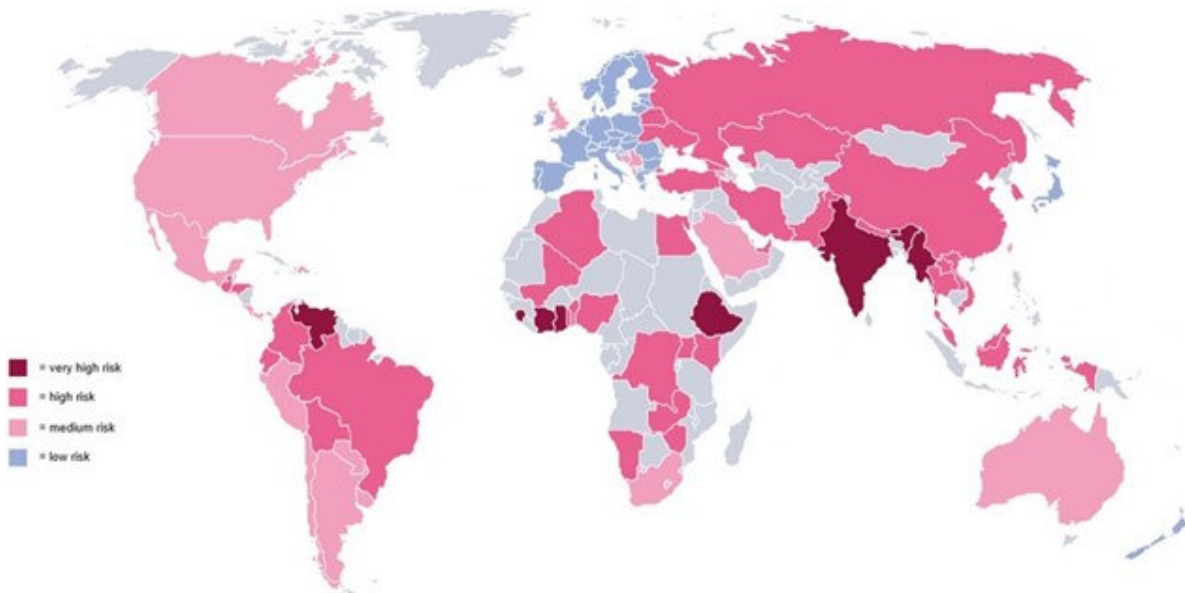 = very high risk
= high risk
= medium risk
= low risk